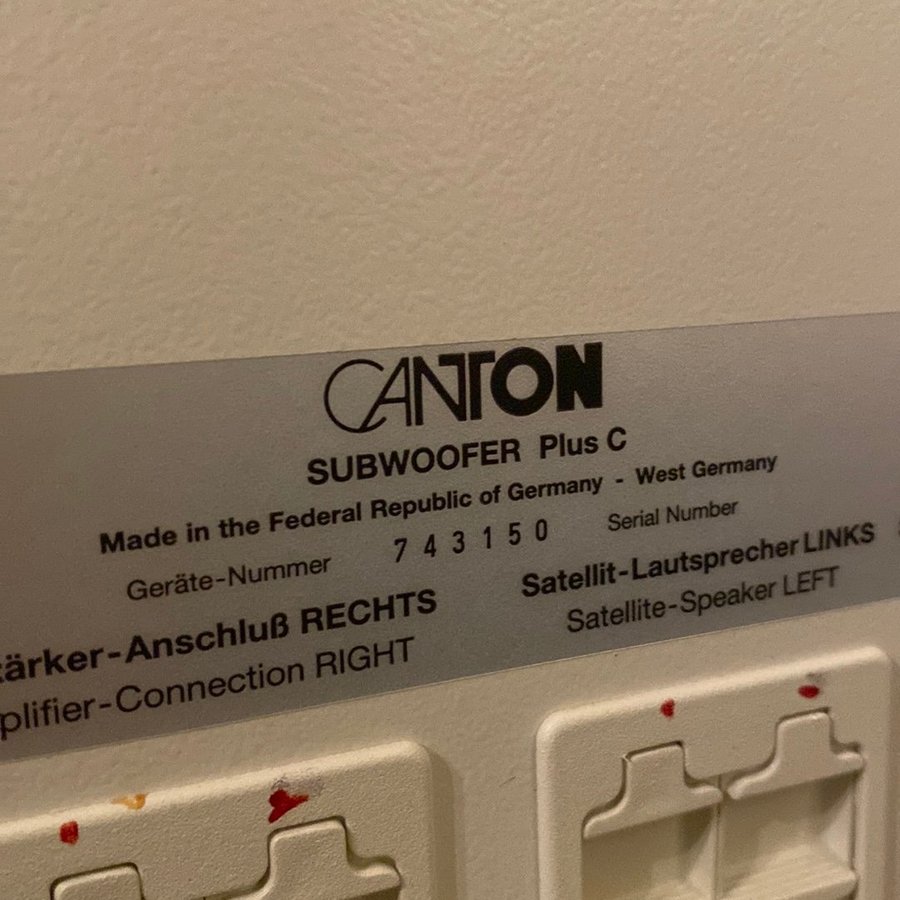 CANTON
SUBWOOFER Plus C
Made in the Federal Republic of Germany - West Germany
Geräte-Nummer 743150 Serial Number
Satellit-Lautsprecher LINKS
Satellite-Speaker LEFT
tärker-Anschluß RECHTS
plifier-Connection RIGHT